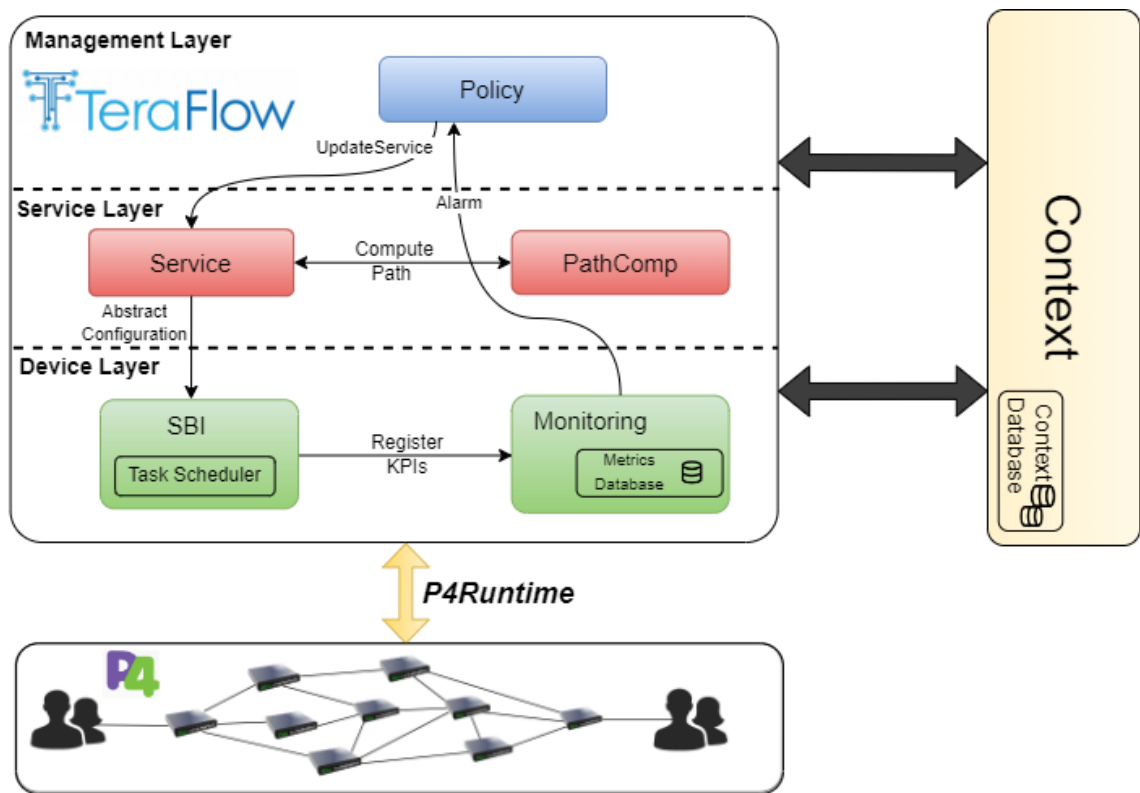 Management Layer
TeraFlow
Policy
UpdateService
Alarm
Service Layer
Service
Compute
Path
PathComp
Abstract
Configuration
Device Layer
SBI
Task Scheduler
Register
KPIs
Monitoring
Metrics
Database
Context
Context
Database
P4Runtime
P4